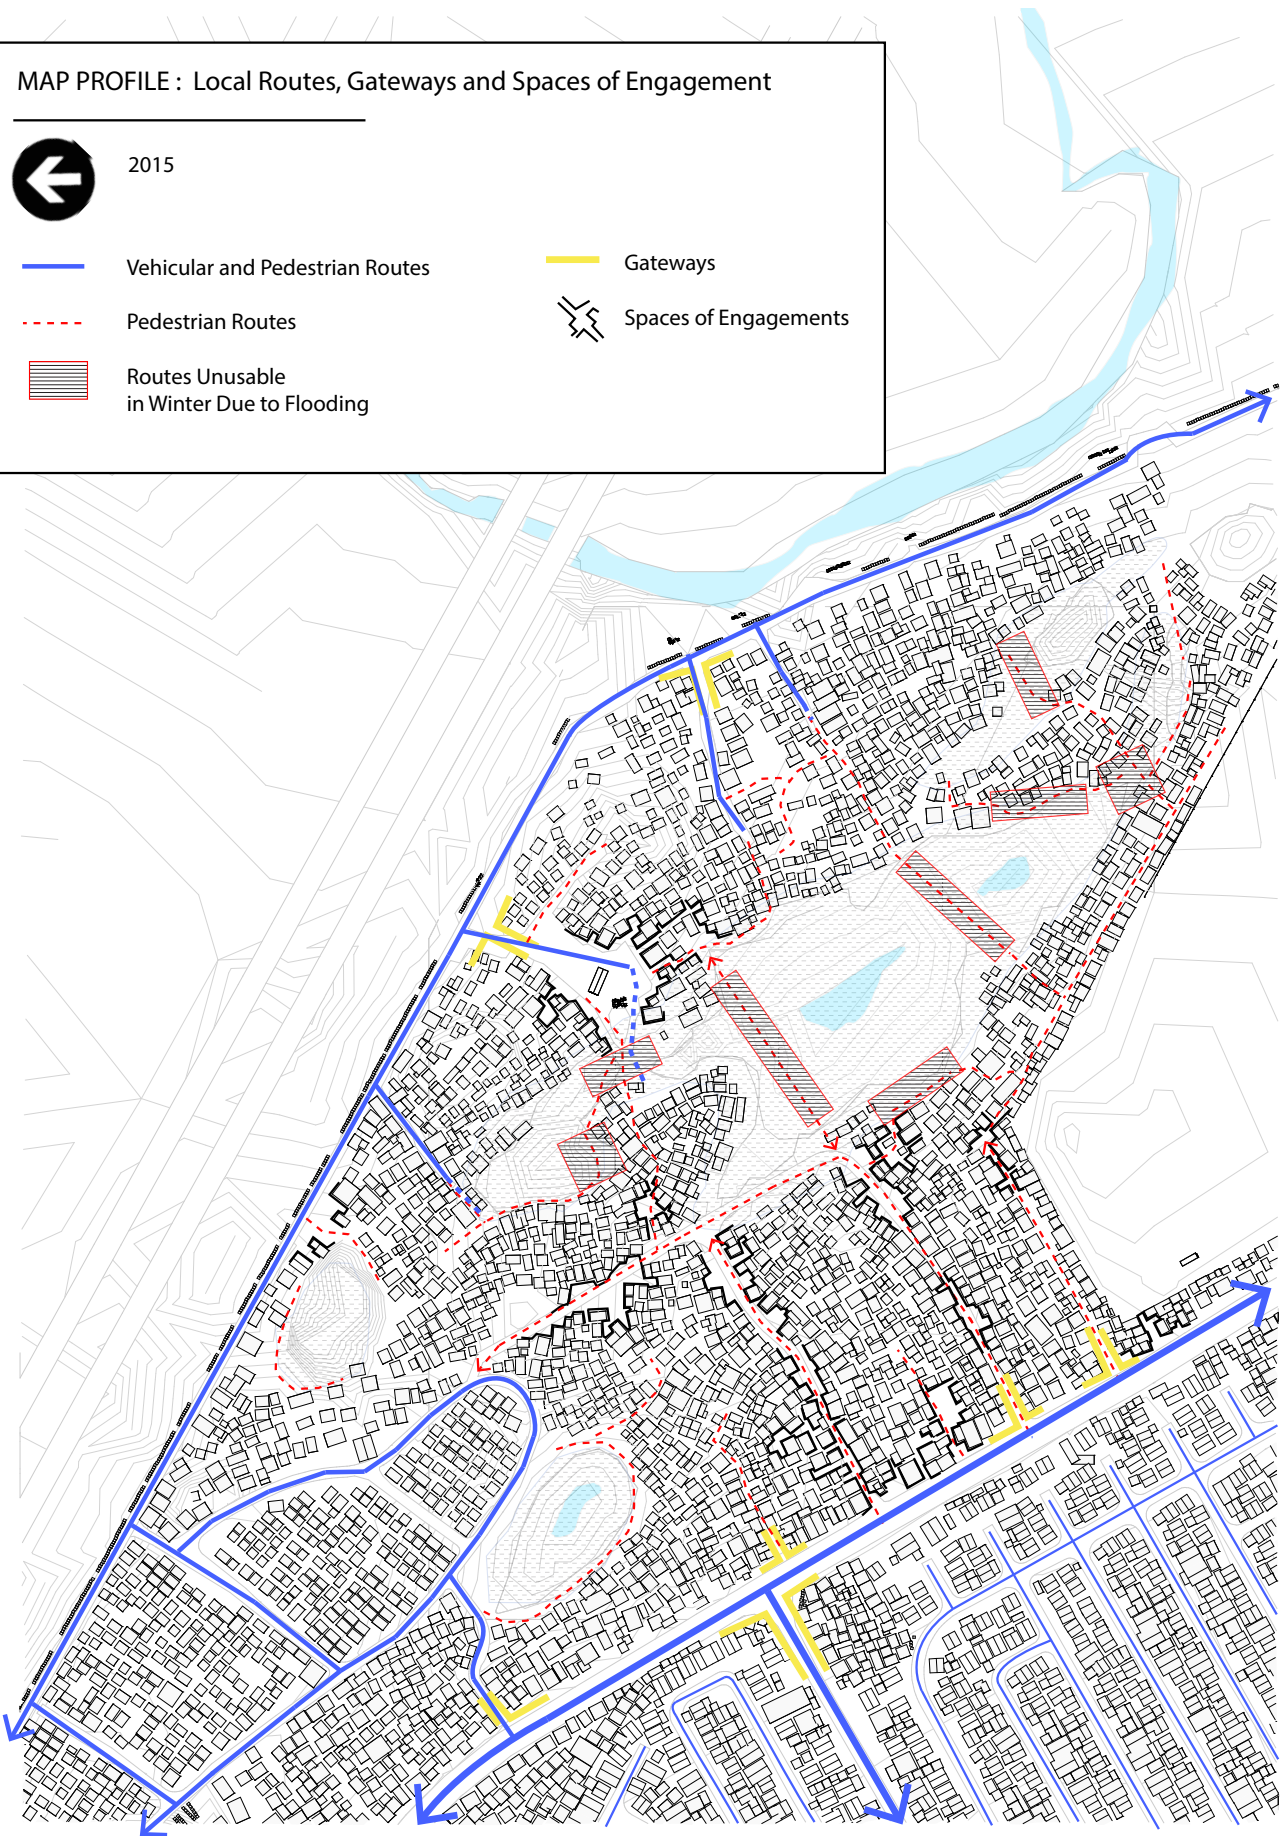 MAP PROFILE : Local Routes, Gateways and Spaces of Engagement
2015
Vehicular and Pedestrian Routes
Gateways
Pedestrian Routes
Spaces of Engagements
Routes Unusable
in Winter Due to Flooding